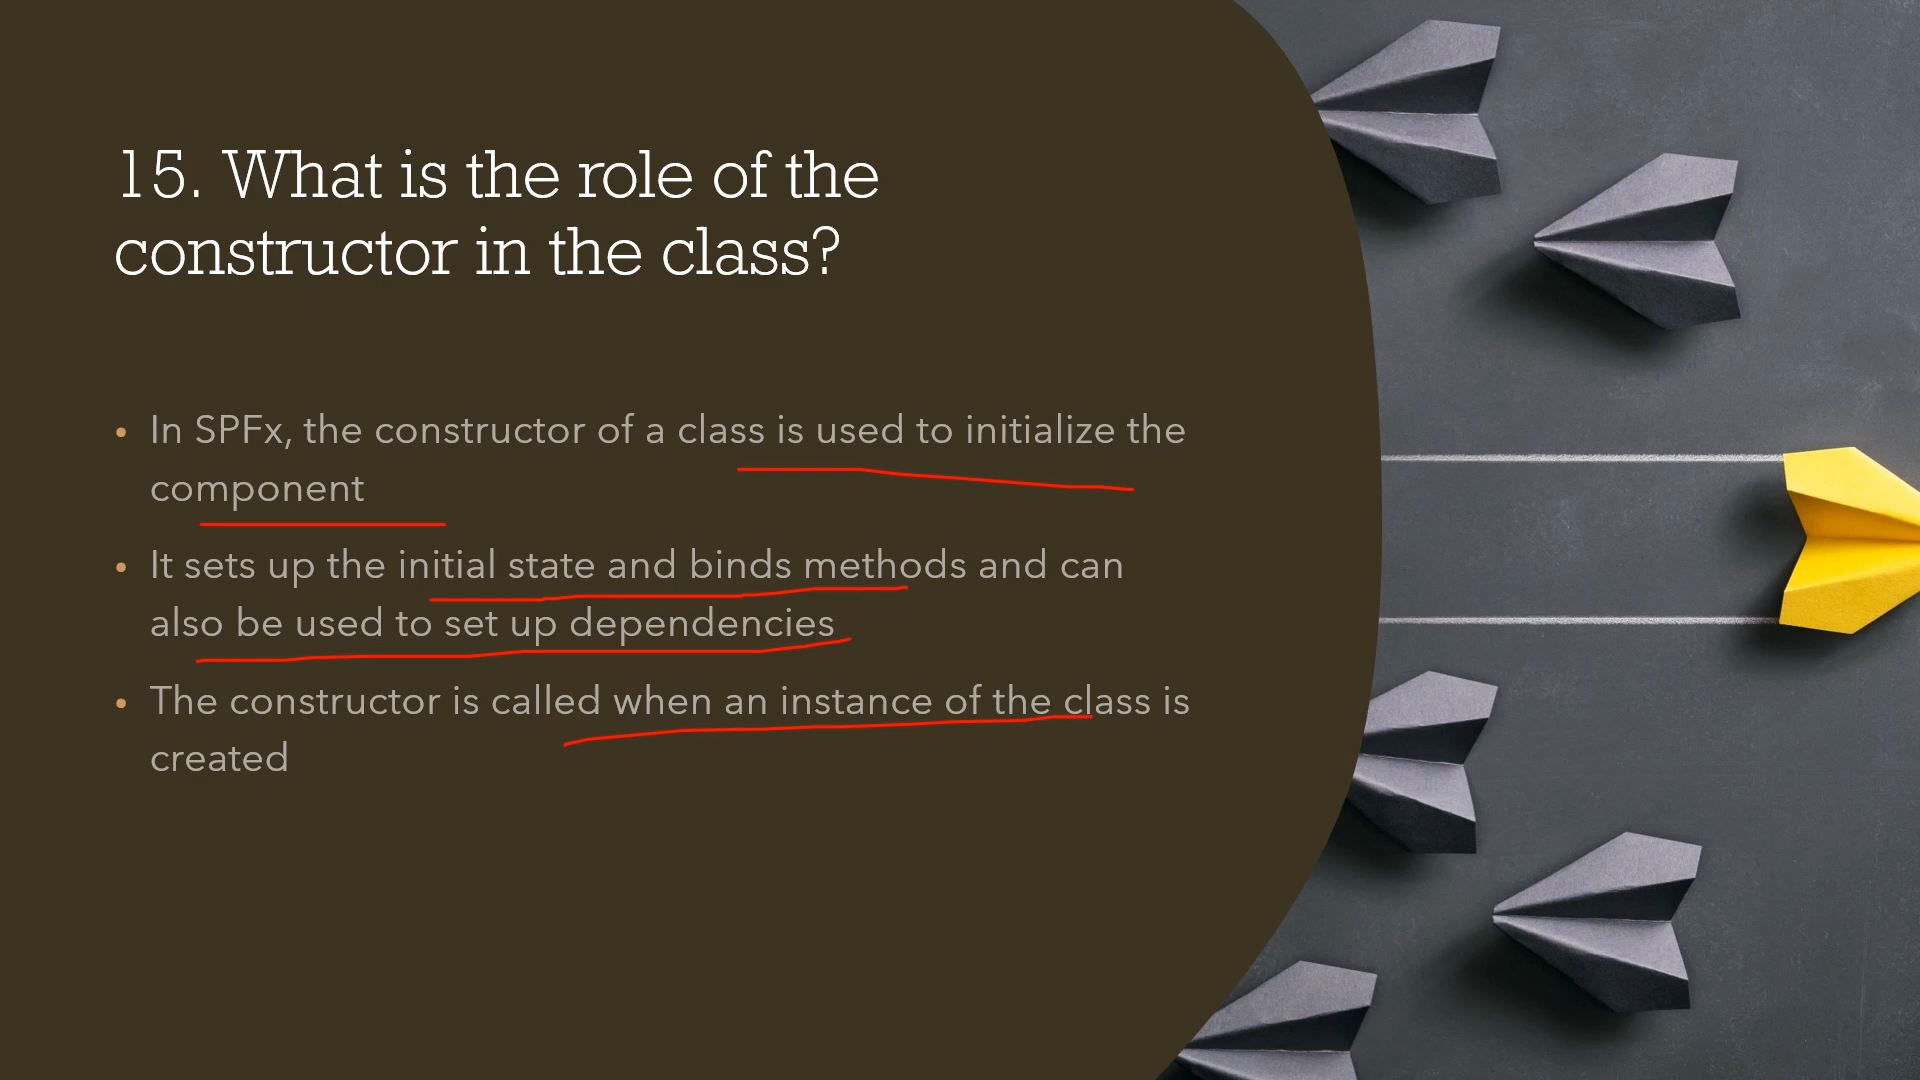 15. What is the role of the
constructor in the class?
• In SPFx, the constructor of a class is used to initialize the
component
• It sets up the initial state and binds methods and can
also be used to set up dependencies
• The constructor is called when an instance of the class is
created